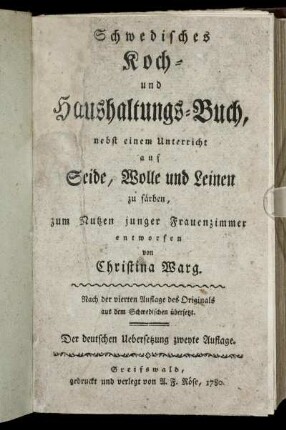 Schwedisches
Koch-
und
Haushaltungs-Buch,
nebst einem Unterricht
auf
Seide, Wolle und Leinen
zu färben,
zum Nutzen junger Frauenzimmer
entworfen
von
Christina Warg.
Nach der vierten Auflage des Originals
aus dem Schwedischen übersetzt.
Der deutschen Uebersetzung zweyte Auflage.
Greifswald,
gedruckt und verlegt von A. F. Röse, 1780.